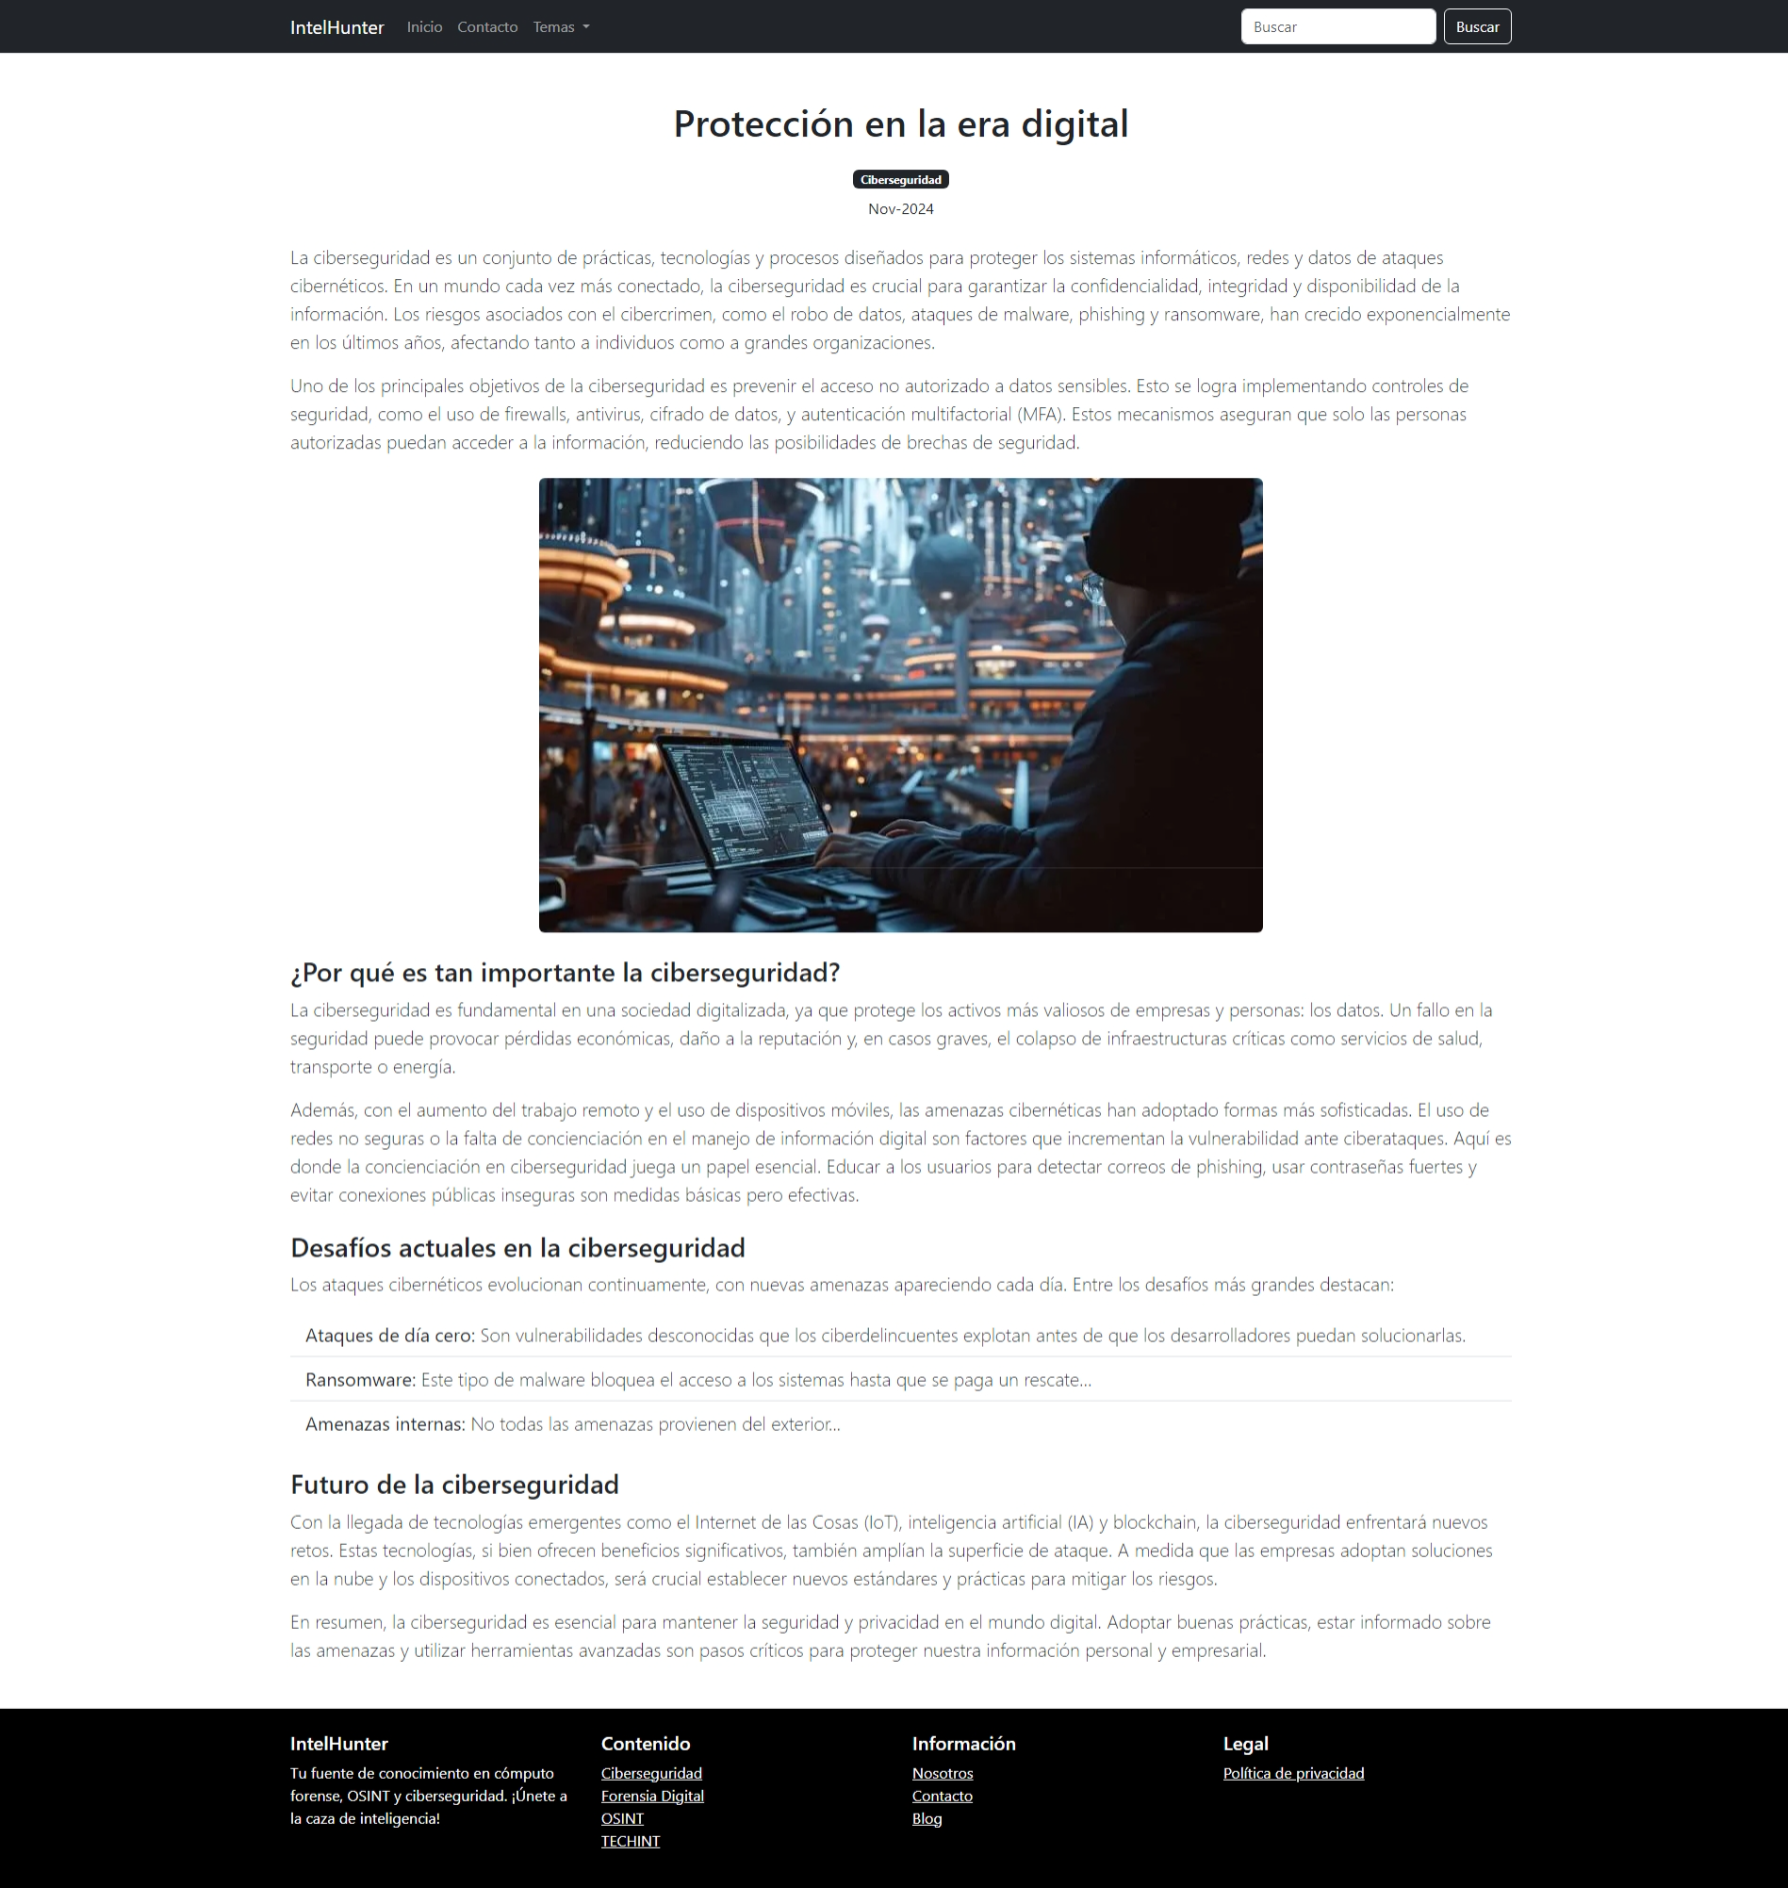 IntelHunter Inicio Contacto Temas Buscar Buscar
Protección en la era digital
Ciberseguridad
Nov-2024
La ciberseguridad es un conjunto de prácticas, tecnologías y procesos diseñados para proteger los sistemas informáticos, redes y datos de ataques
cibernéticos. En un mundo cada vez más conectado, la ciberseguridad es crucial para garantizar la confidencialidad, integridad y disponibilidad de la
información. Los riesgos asociados con el cibercrimen, como el robo de datos, ataques de malware, phishing y ransomware, han crecido exponencialmente
en los últimos años, afectando tanto a individuos como a grandes organizaciones.
Uno de los principales objetivos de la ciberseguridad es prevenir el acceso no autorizado a datos sensibles. Esto se logra implementando controles de
seguridad, como el uso de firewalls, antivirus, cifrado de datos, y autenticación multifactorial (MFA). Estos mecanismos aseguran que solo las personas
autorizadas puedan acceder a la información, reduciendo las posibilidades de brechas de seguridad.
¿Por qué es tan importante la ciberseguridad?
La ciberseguridad es fundamental en una sociedad digitalizada, ya que protege los activos más valiosos de empresas y personas: los datos. Un fallo en la
seguridad puede provocar pérdidas económicas, daño a la reputación y, en casos graves, el colapso de infraestructuras críticas como servicios de salud,
transporte o energía.
Además, con el aumento del trabajo remoto y el uso de dispositivos móviles, las amenazas cibernéticas han adoptado formas más sofisticadas. El uso de
redes no seguras o la falta de concienciación en el manejo de información digital son factores que incrementan la vulnerabilidad ante ciberataques. Aquí es
donde la concienciación en ciberseguridad juega un papel esencial. Educar a los usuarios para detectar correos de phishing, usar contraseñas fuertes y
evitar conexiones públicas inseguras son medidas básicas pero efectivas.
Desafíos actuales en la ciberseguridad
Los ataques cibernéticos evolucionan continuamente, con nuevas amenazas apareciendo cada día. Entre los desafíos más grandes destacan:
Ataques de día cero: Son vulnerabilidades desconocidas que los ciberdelincuentes explotan antes de que los desarrolladores puedan solucionarlas.
Ransomware: Este tipo de malware bloquea el acceso a los sistemas hasta que se paga un rescate...
Amenazas internas: No todas las amenazas provienen del exterior...
Futuro de la ciberseguridad
Con la llegada de tecnologías emergentes como el Internet de las Cosas (IoT), inteligencia artificial (IA) y blockchain, la ciberseguridad enfrentará nuevos
retos. Estas tecnologías, si bien ofrecen beneficios significativos, también amplían la superficie de ataque. A medida que las empresas adoptan soluciones
en la nube y los dispositivos conectados, será crucial establecer nuevos estándares y prácticas para mitigar los riesgos.
En resumen, la ciberseguridad es esencial para mantener la seguridad y privacidad en el mundo digital. Adoptar buenas prácticas, estar informado sobre
las amenazas y utilizar herramientas avanzadas son pasos críticos para proteger nuestra información personal y empresarial.
IntelHunter
Tu fuente de conocimiento en cómputo
forense, OSINT y ciberseguridad. ¡Únete a
la caza de inteligencia!
Contenido
Ciberseguridad
Forensia Digital
OSINT
TECHINT
Información
Nosotros
Contacto
Blog
Legal
Política de privacidad